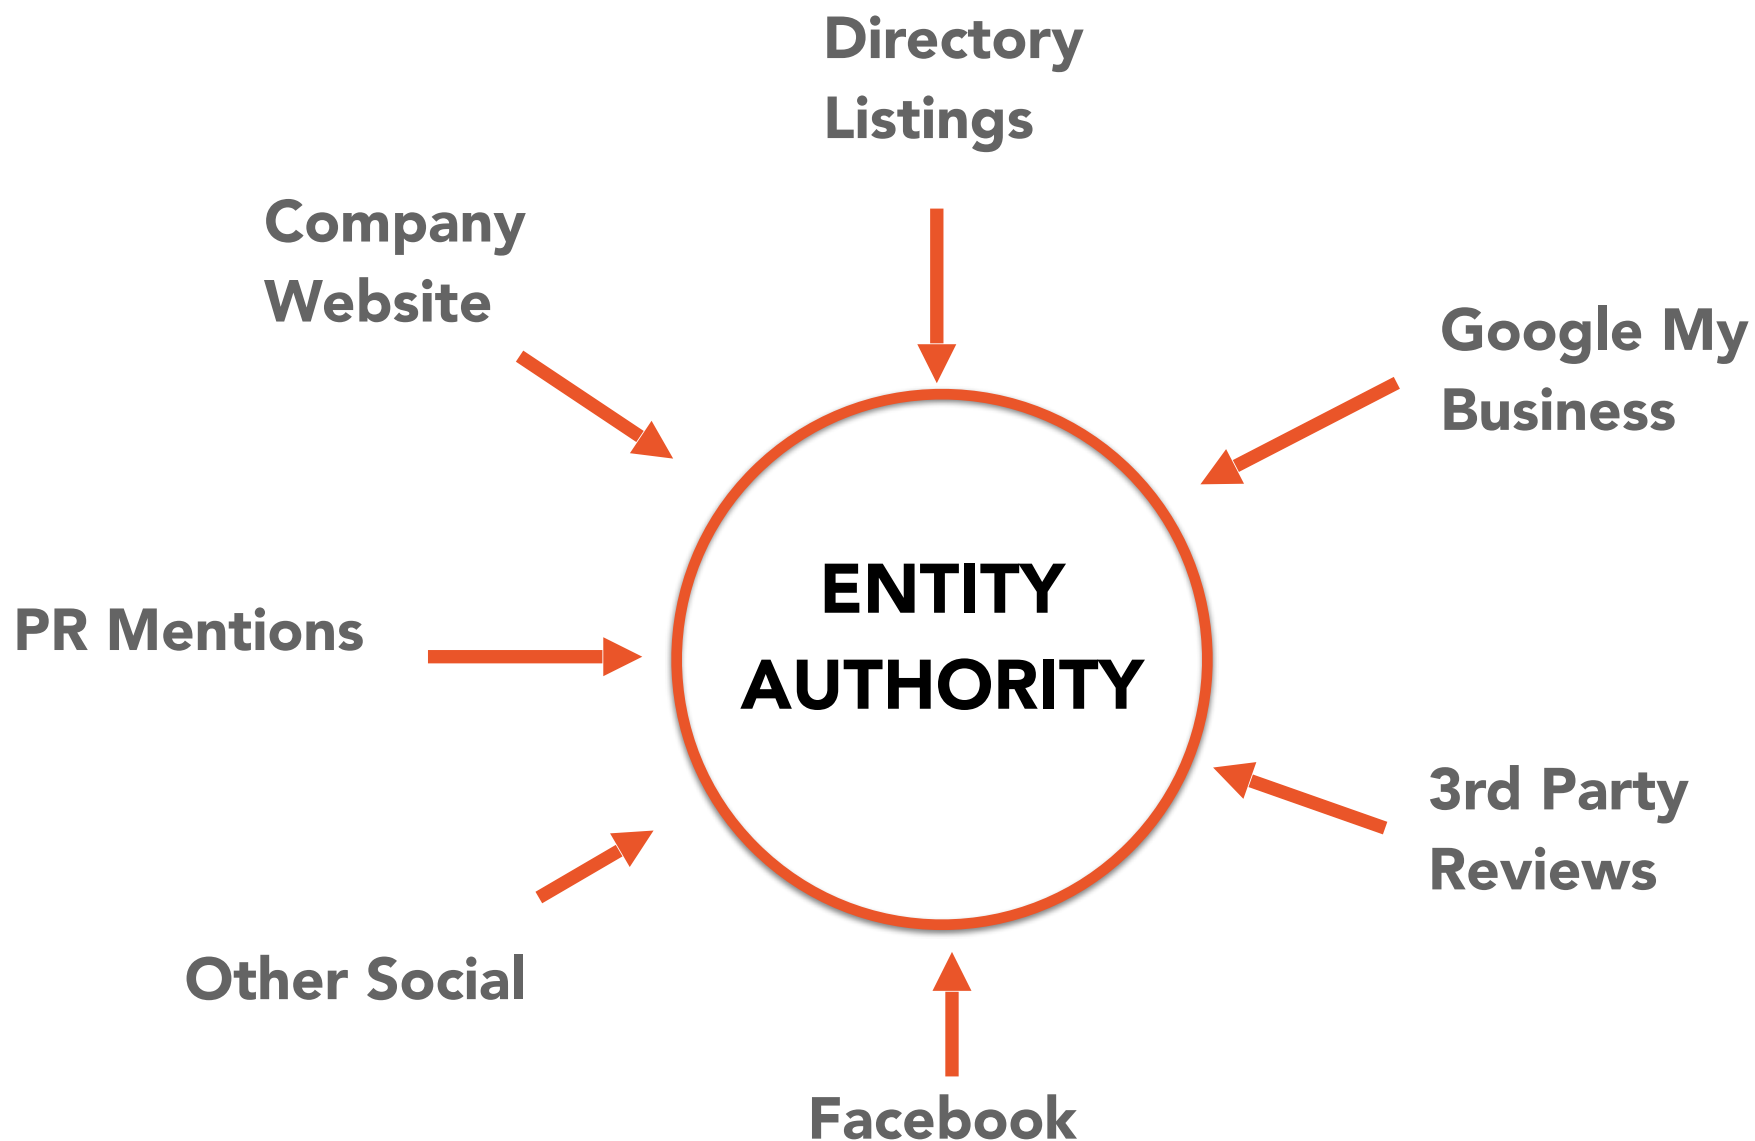 Directory
Listings
Company
Website
Google My
Business
ENTITY
AUTHORITY
PR Mentions
3rd Party
Reviews
Other Social
Facebook